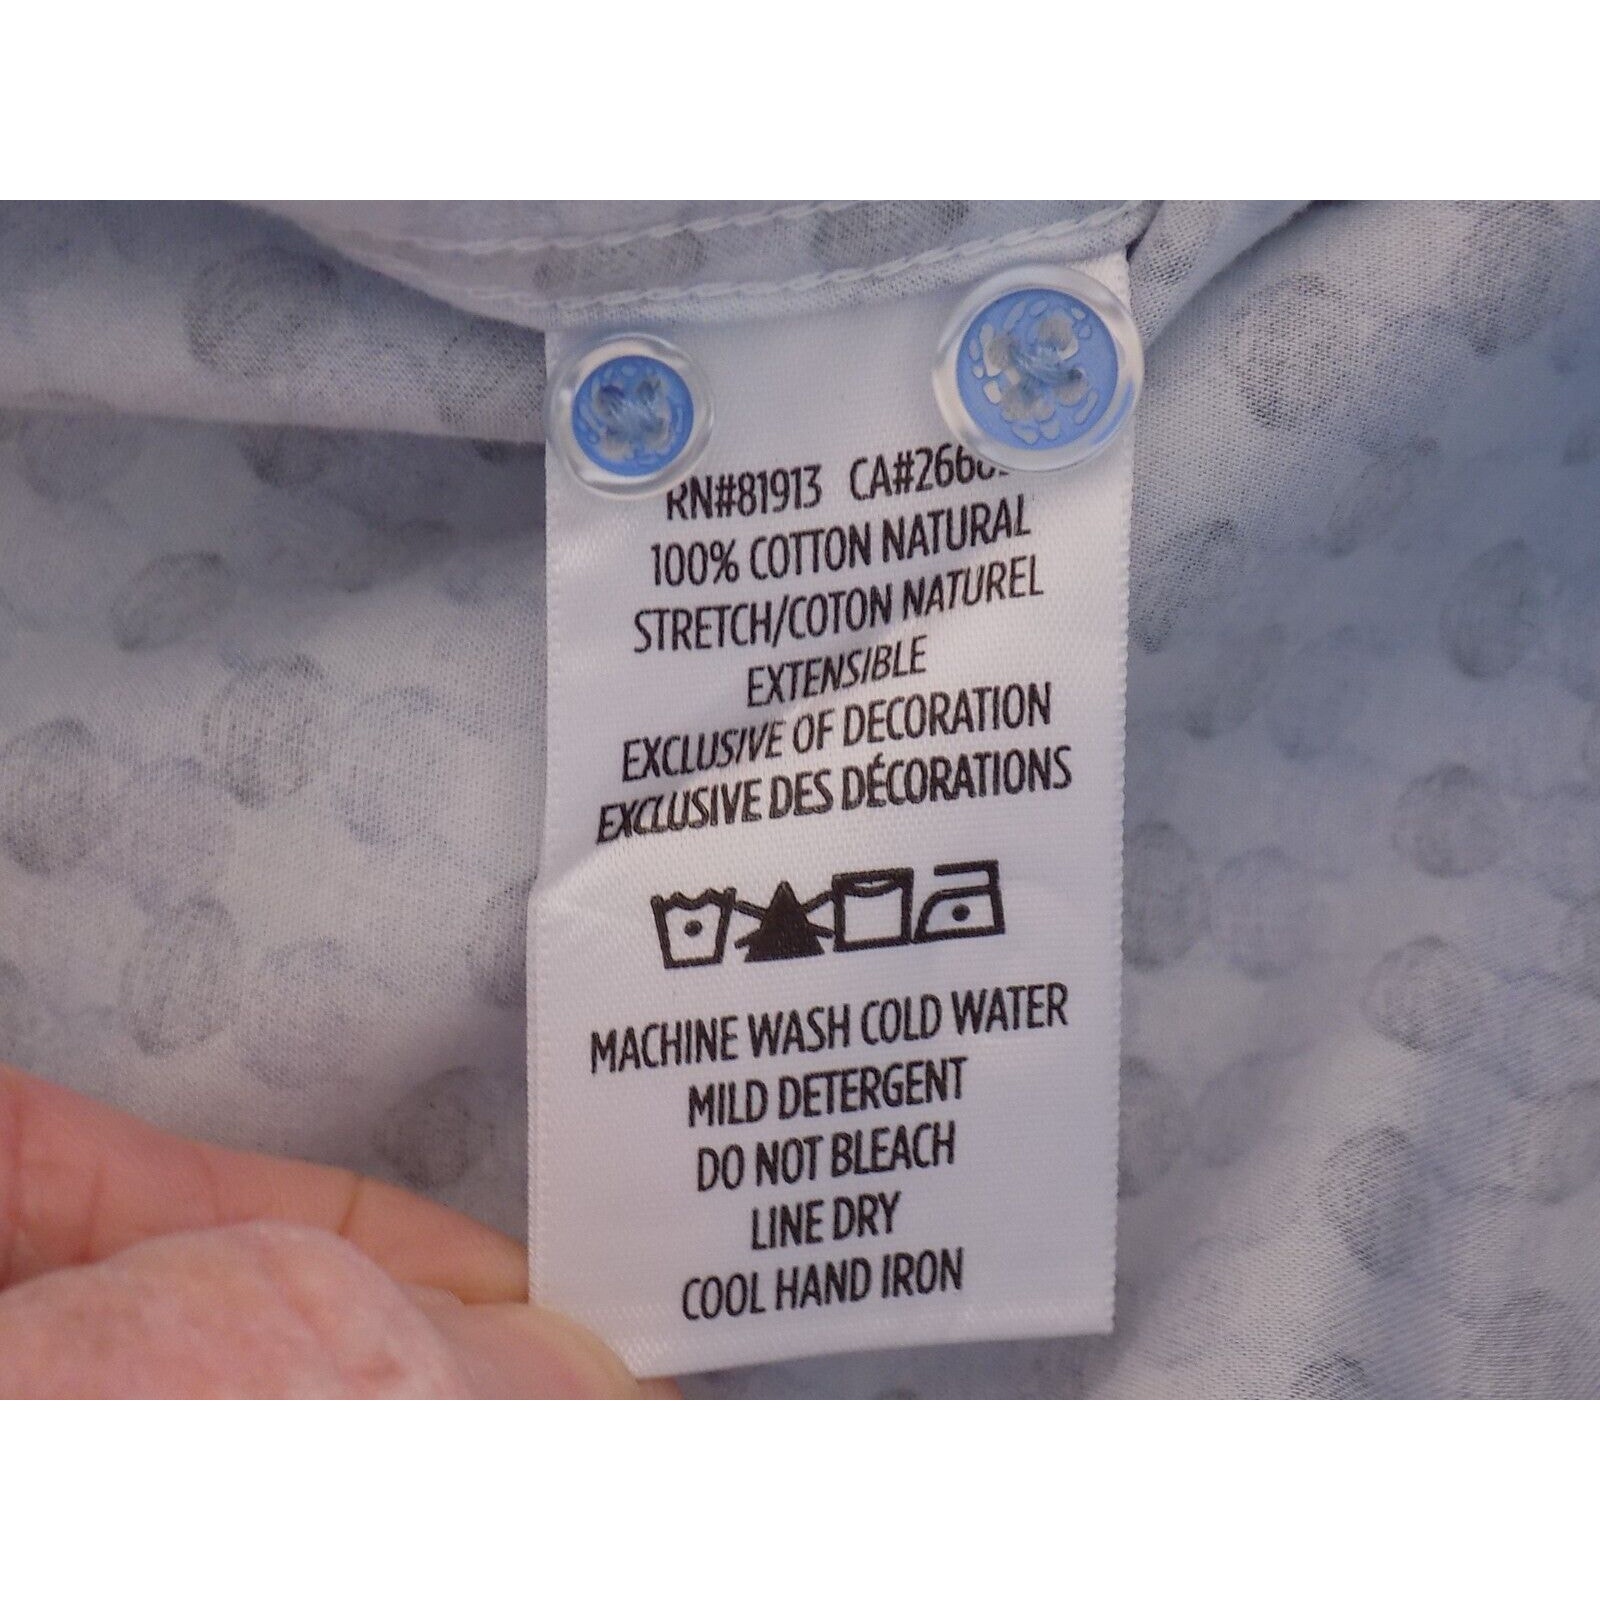 RN#81913
100% COTTON NATURAL
STRETCH/COTON NATUREL
EXTENSIBLE
EXCLUSIVE OF DECORATION
EXCLUSIVE DES DÉCORATIONS
MACHINE WASH COLD WATER
MILD DETERGENT
DO NOT BLEACH
LINE DRY
COOL HAND IRON